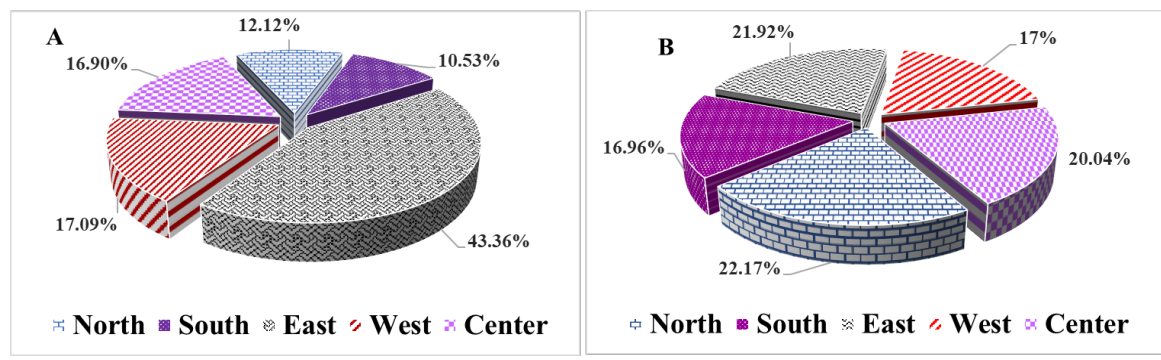 A
12.12%
10.53%
16.90%
17.09%
43.36%
North South East West Center
B
21.92%
17%
16.96%
20.04%
22.17%
North South East West Center